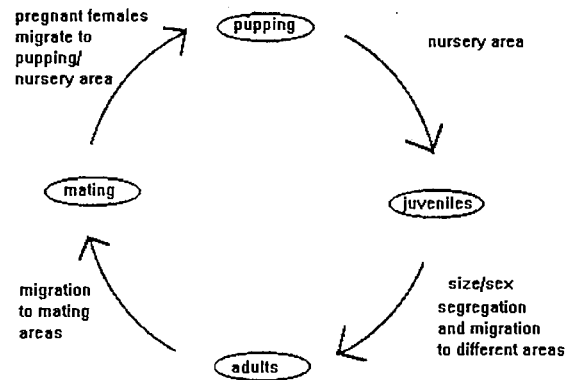 pregnant females
migrate to
pupping/
nursery area
pupping
nursery area
mating
juveniles
migration
to mating
areas
size/sex
segregation
and migration
to different areas
adults